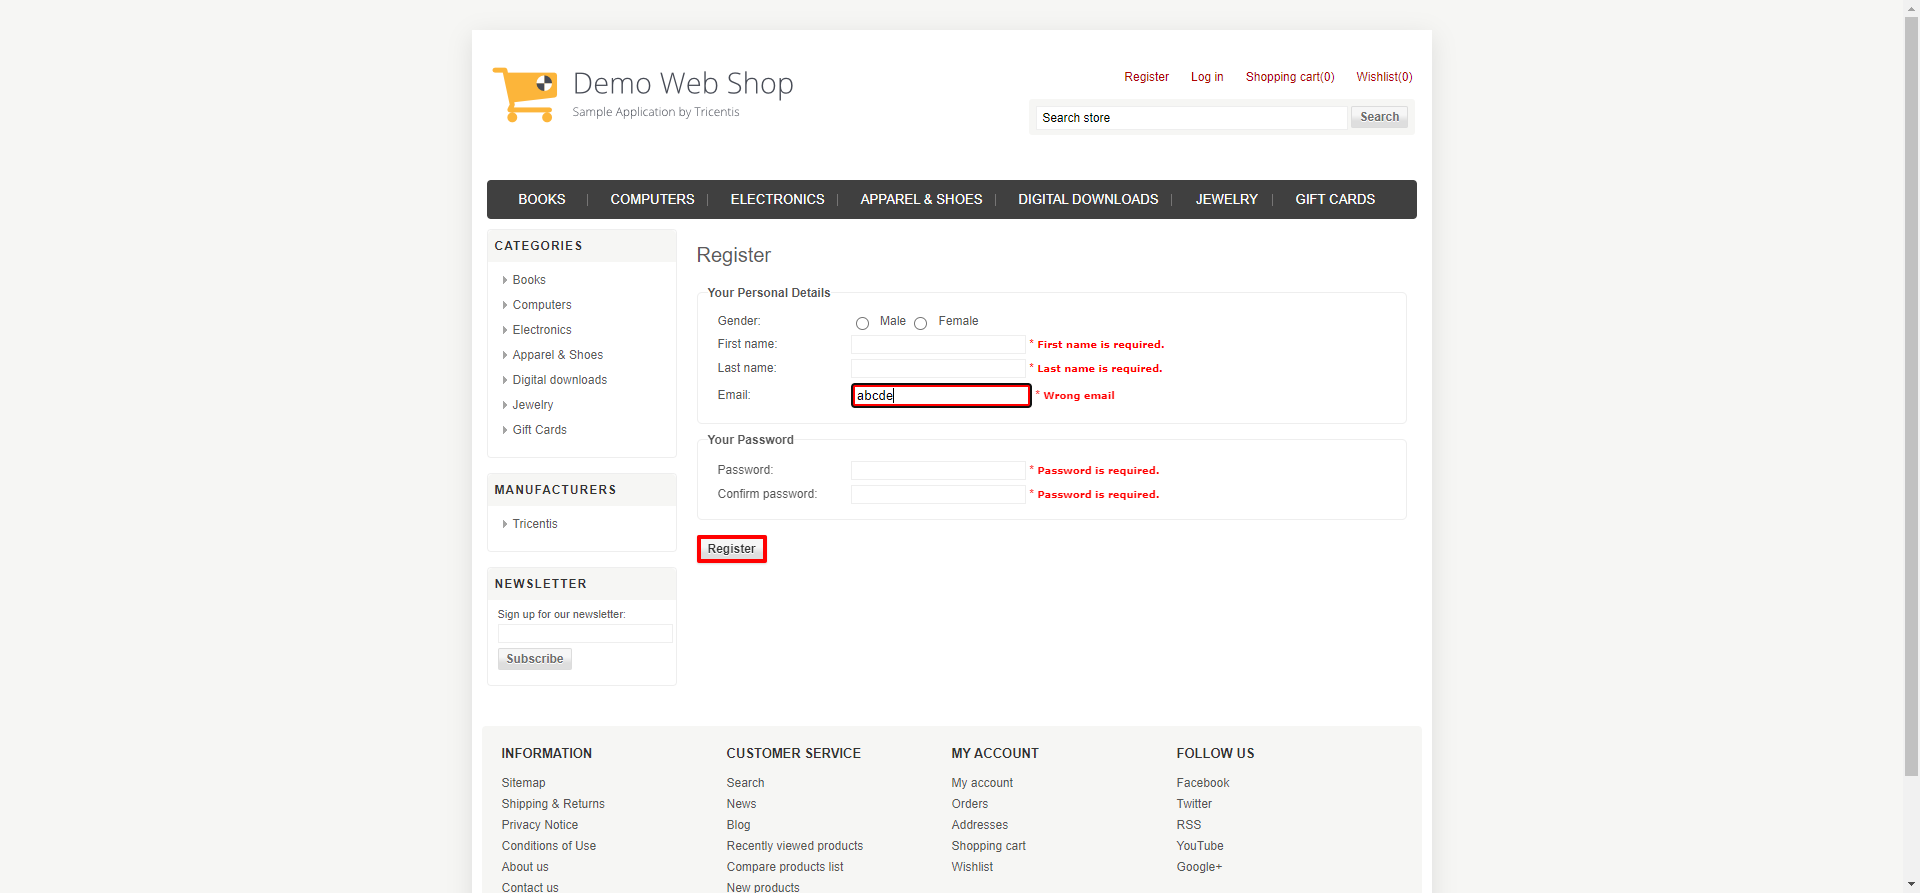 Demo Web Shop
Sample Application by Tricentis
Register Log in Shopping cart(0) Wishlist(0)
Search store Search
BOOKS COMPUTERS ELECTRONICS APPAREL & SHOES DIGITAL DOWNLOADS JEWELRY GIFT CARDS
CATEGORIES
Books
Computers
Electronics
Apparel & Shoes
Digital downloads
Jewelry
Gift Cards
MANUFACTURERS
Tricentis
NEWSLETTER
Sign up for our newsletter:
Subscribe
Register
Your Personal Details
Gender: Male Female
First name: * First name is required.
Last name: * Last name is required.
Email: abcde * Wrong email
Your Password
Password: * Password is required.
Confirm password: * Password is required.
Register
INFORMATION
Sitemap
Shipping & Returns
Privacy Notice
Conditions of Use
About us
Contact us
CUSTOMER SERVICE
Search
News
Blog
Recently viewed products
Compare products list
New products
MY ACCOUNT
My account
Orders
Addresses
Shopping cart
Wishlist
FOLLOW US
Facebook
Twitter
RSS
YouTube
Google+